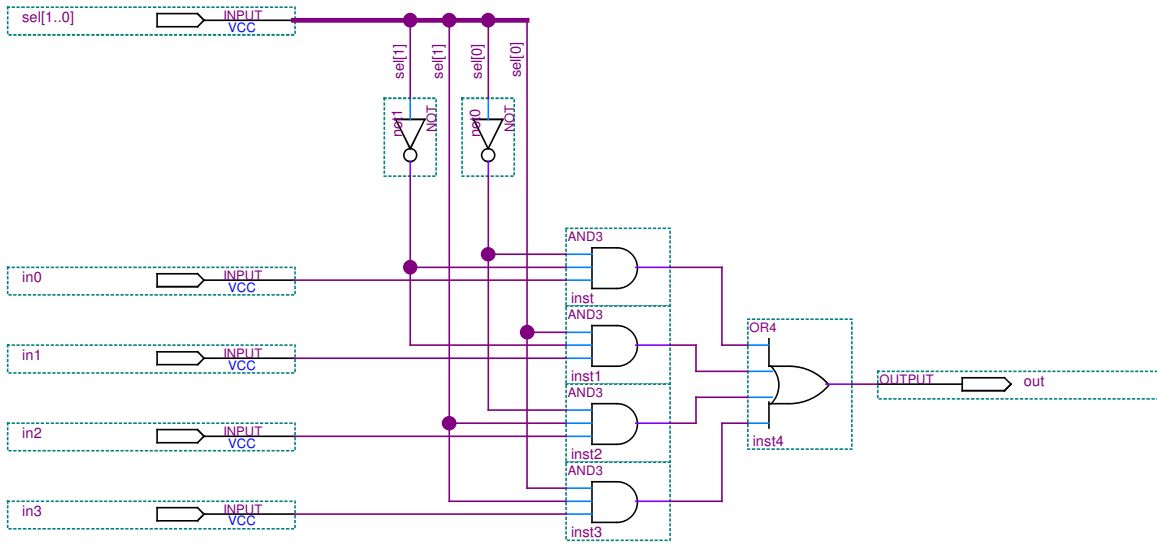 sel[1..0]
INPUT
VCC
sel[1]
sel[1]
sel[0]
sel[0]
not1
NOT
not0
NOT
in0
INPUT
VCC
AND3
inst
in1
INPUT
VCC
AND3
inst1
OR4
inst4
OUTPUT
out
in2
INPUT
VCC
AND3
inst2
in3
INPUT
VCC
AND3
inst3